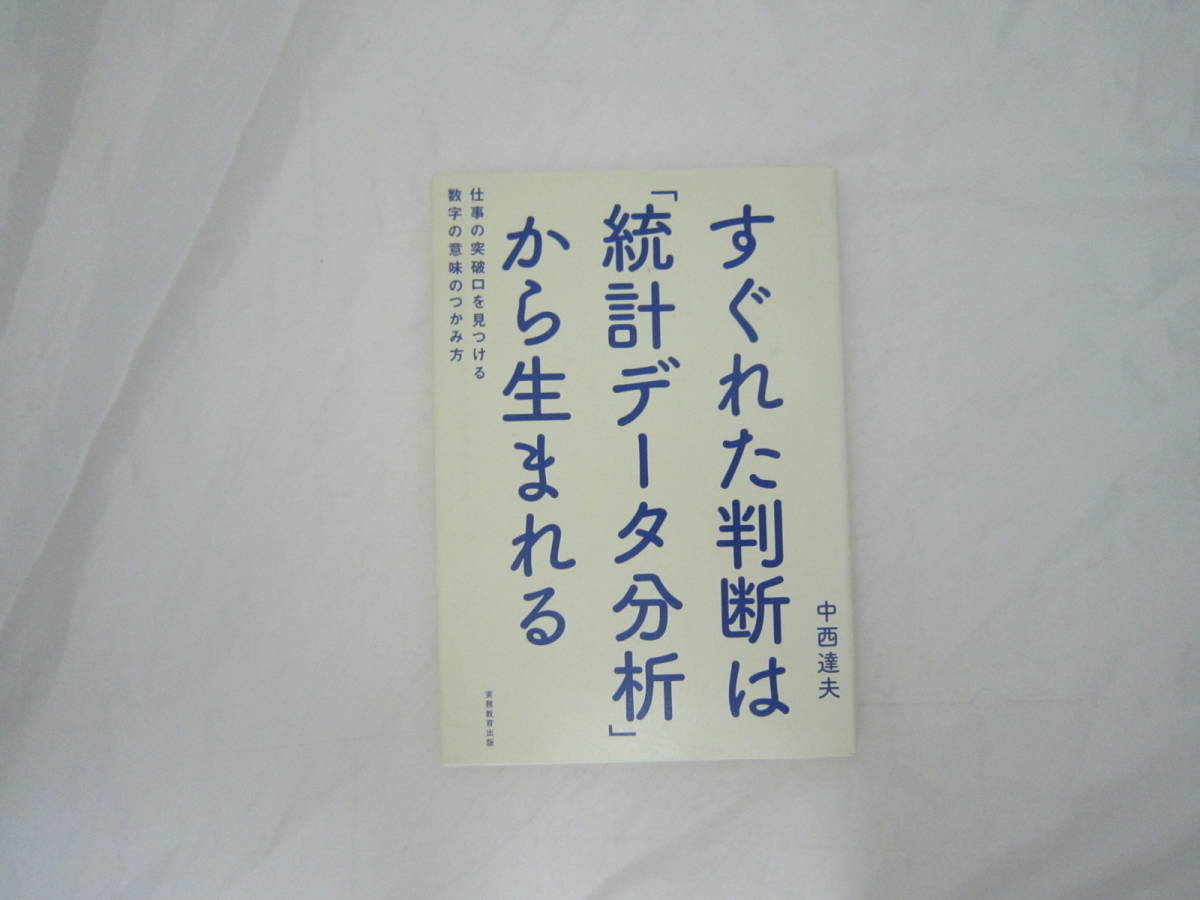 すぐれた判断は
「統計データ分析」
から生まれる
仕事の突破口を見つける
数字の意味のつかみ方
中西達夫
実務教育出版